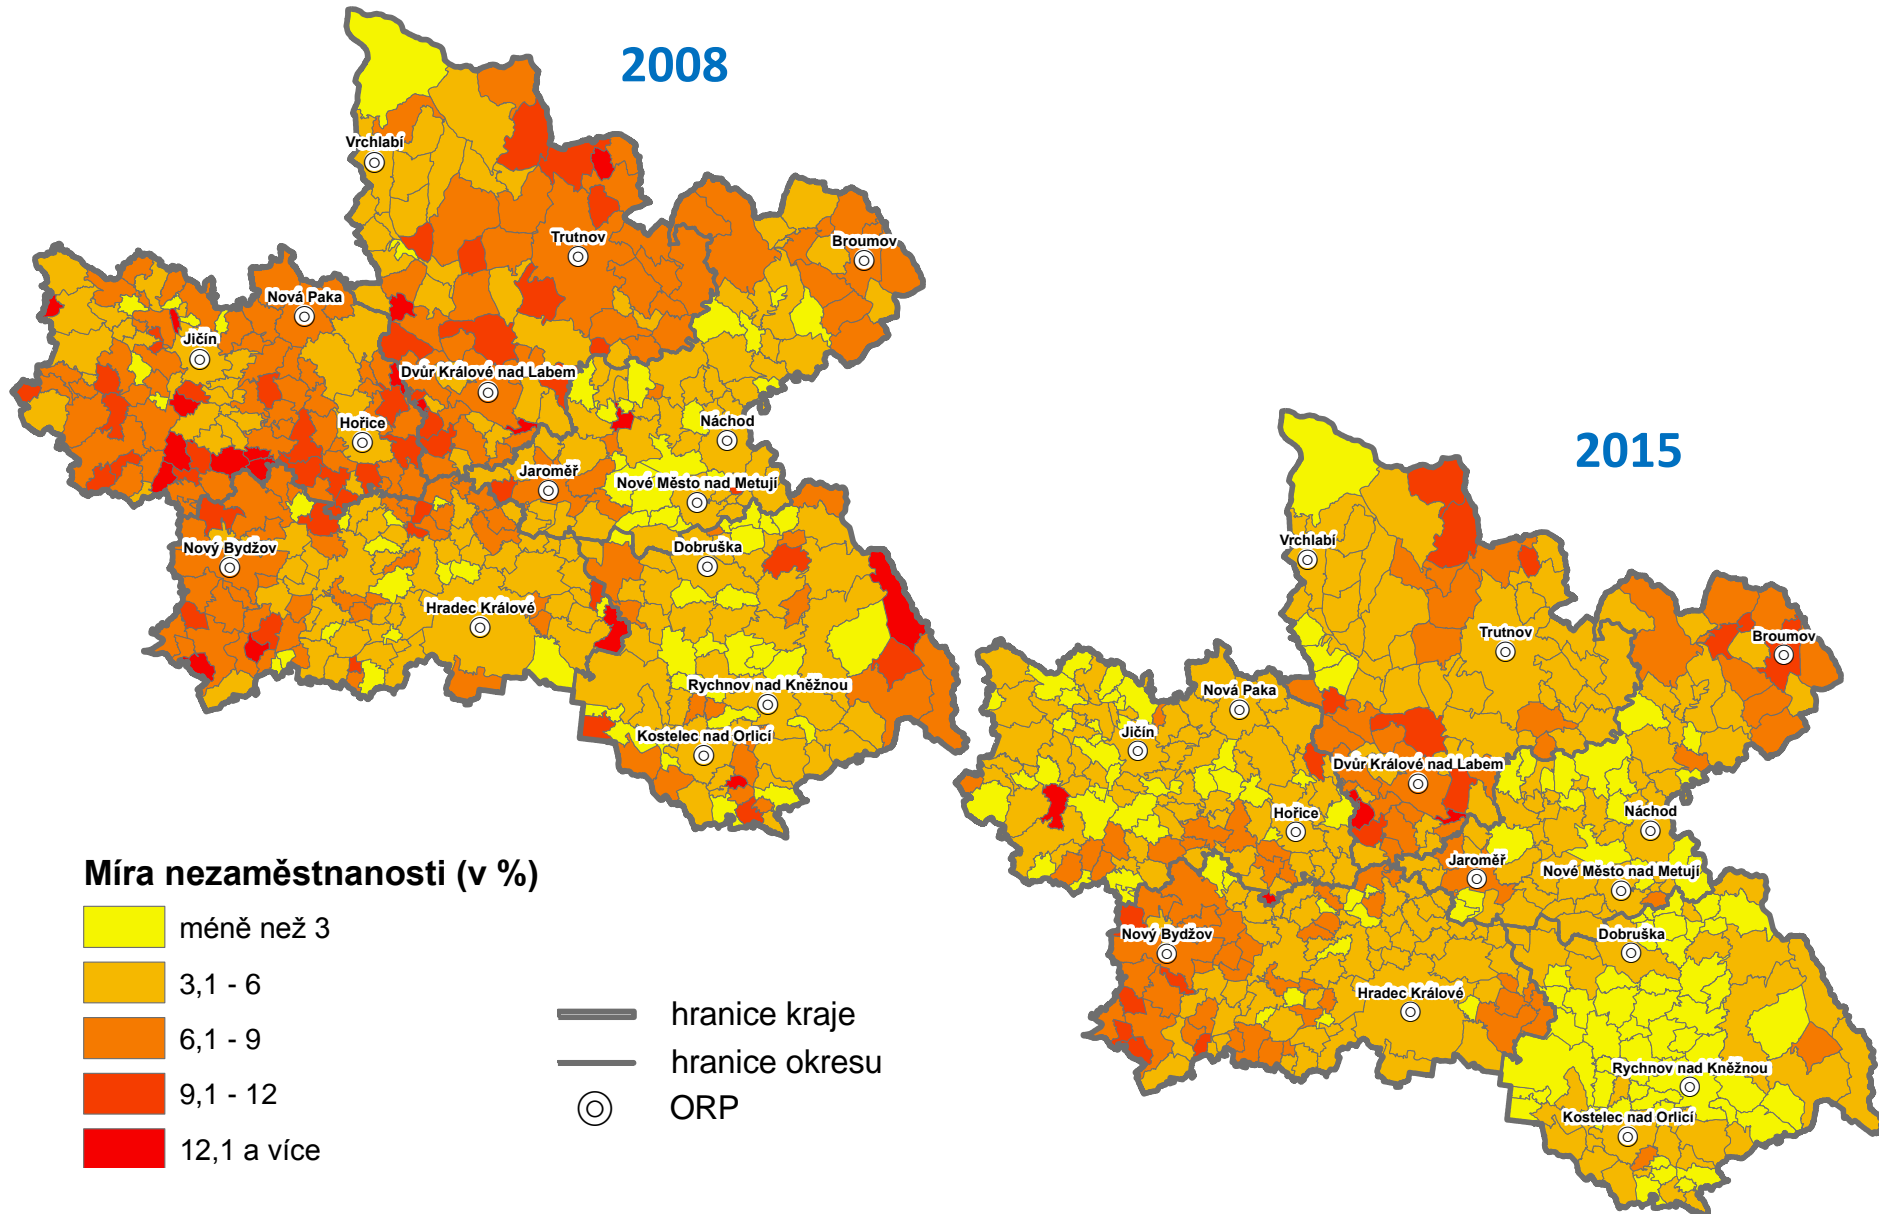 2008
Vrchlabí
Trutnov
Broumov
Nová Paka
Jičín
Dvůr Králové nad Labem
Hořice
Náchod
Jaroměř
Nové Město nad Metují
Nový Bydžov
Dobruška
Hradec Králové
Rychnov nad Kněžnou
Kostelec nad Orlicí
2015
Vrchlabí
Trutnov
Broumov
Nová Paka
Jičín
Dvůr Králové nad Labem
Hořice
Náchod
Jaroměř
Nové Město nad Metují
Nový Bydžov
Dobruška
Hradec Králové
Rychnov nad Kněžnou
Kostelec nad Orlicí
Míra nezaměstnanosti (v %)
méně než 3
3,1 - 6
6,1 - 9
9,1 - 12
12,1 a více
hranice kraje
hranice okresu
ORP